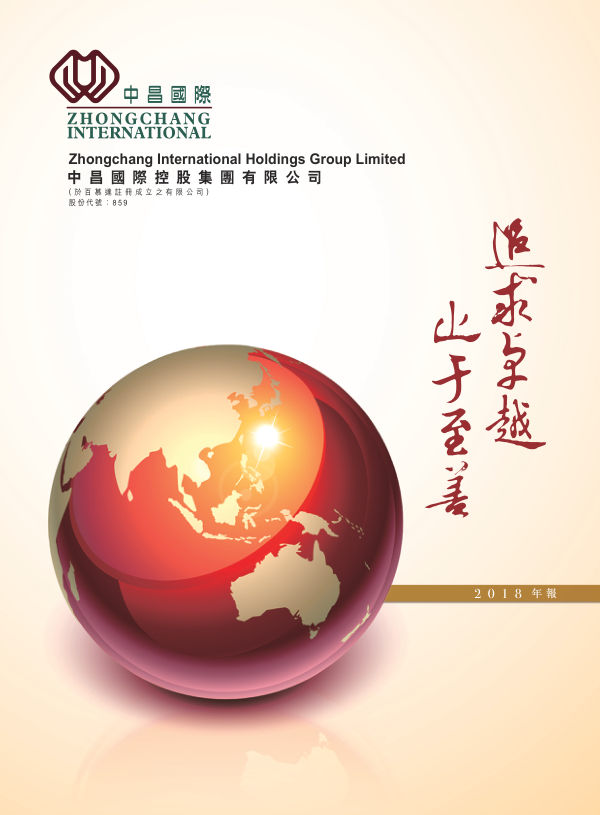 中昌國際
ZHONGCHANG
INTERNATIONAL
Zhongchang International Holdings Group Limited
中昌國際控股集團有限公司
(於百慕達註冊成立之有限公司)
股份代號：859
追求卓越
止于至善
2018 年報